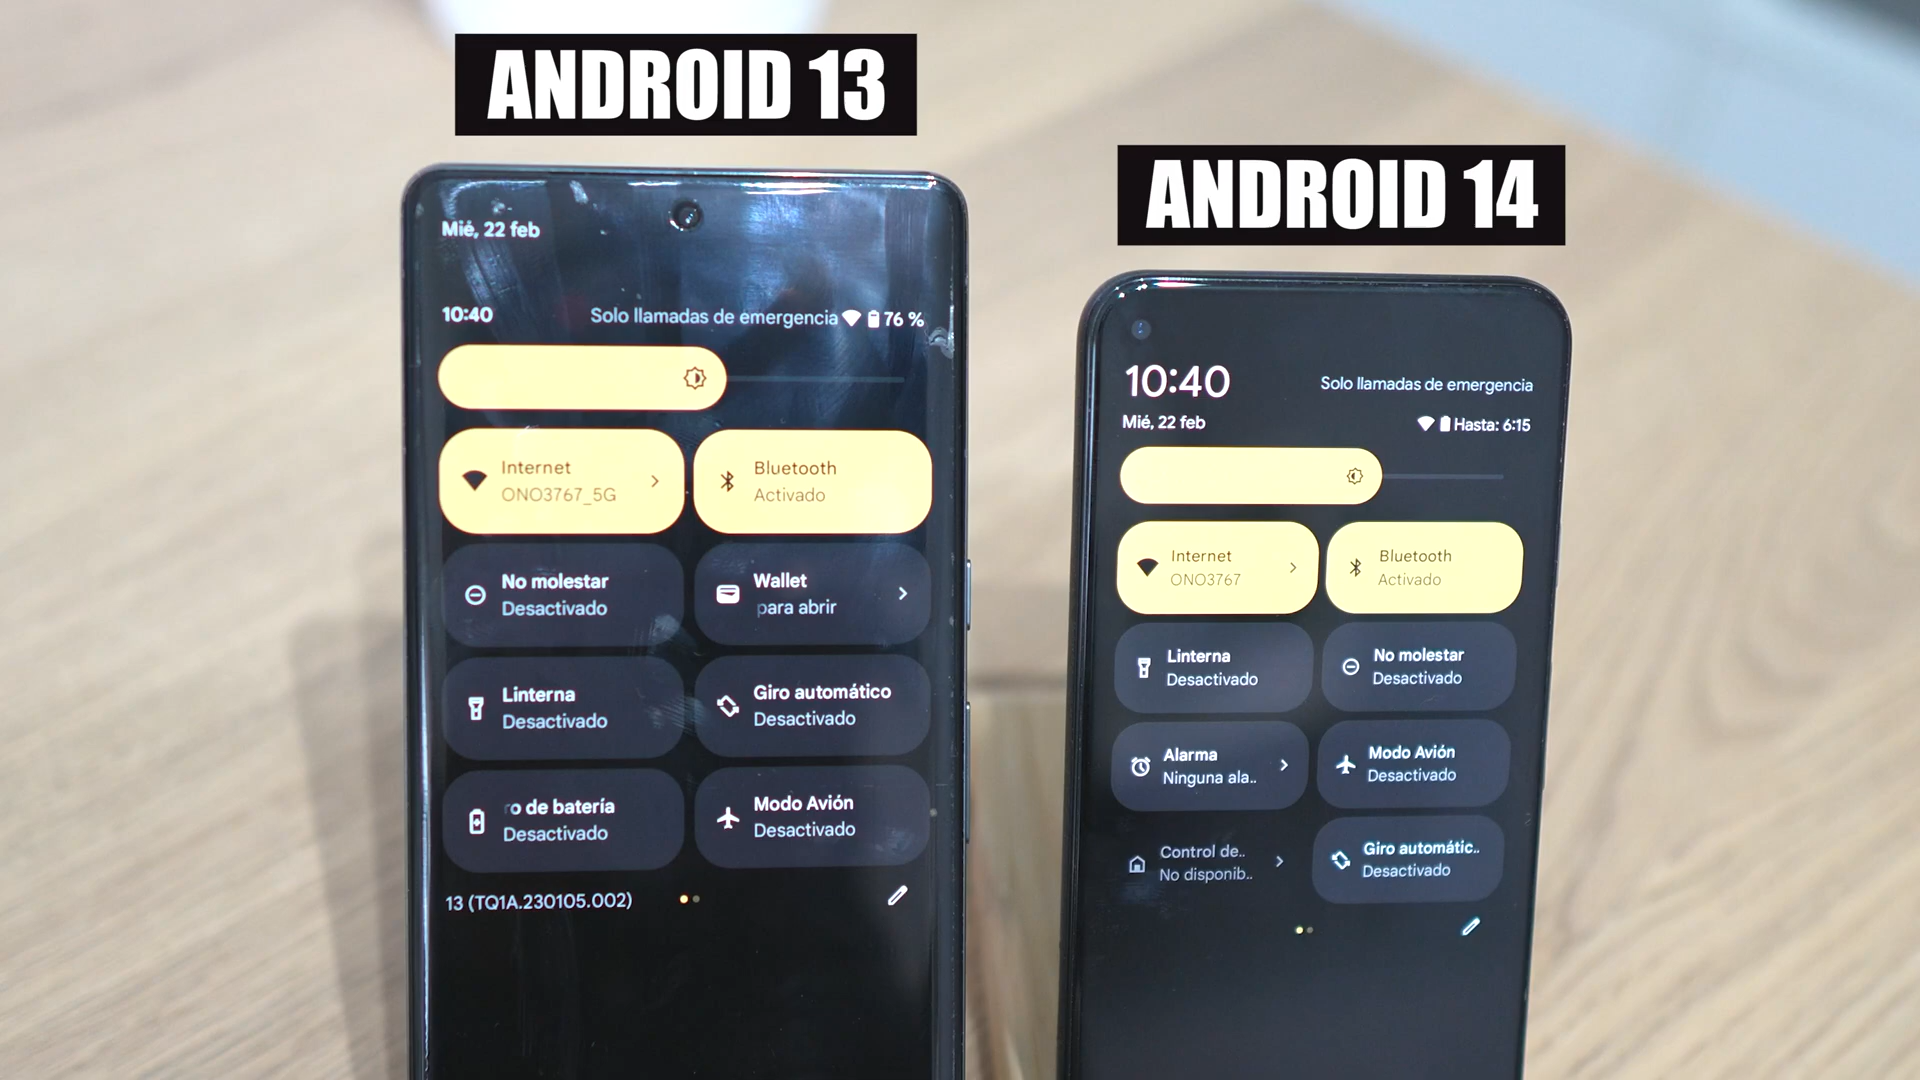 ANDROID 13
Mié, 22 feb
10:40
Solo llamadas de emergencia 76 %
Internet
ONO3767_5G
Bluetooth
Activado
No molestar
Desactivado
Wallet
para abrir
Linterna
Desactivado
Giro automático
Desactivado
ro de batería
Desactivado
Modo Avión
Desactivado
13 (TQ1A.230105.002)
ANDROID 14
10:40
Solo llamadas de emergencia
Mié, 22 feb
Hasta: 6:15
Internet
ONO3767
Bluetooth
Activado
Linterna
Desactivado
No molestar
Desactivado
Alarma
Ninguna ala..
Modo Avión
Desactivado
Control de..
No disponib..
Giro automátic..
Desactivado